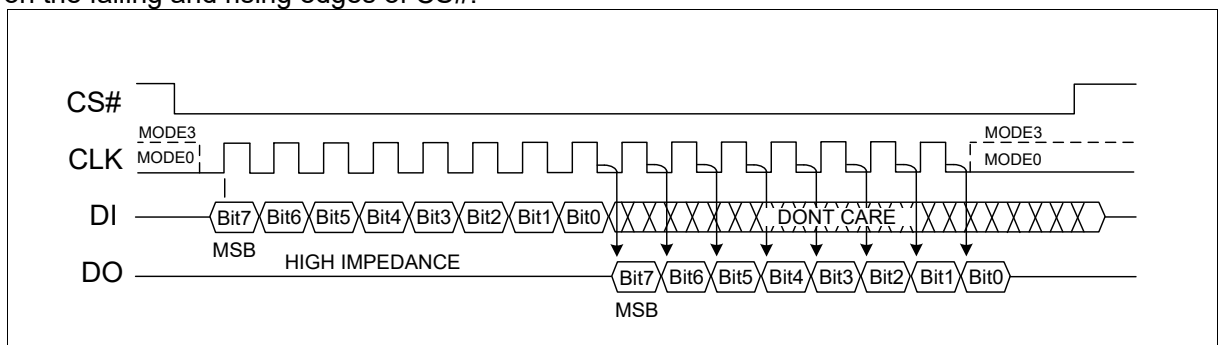 on the falling and rising edges of CS#.
CS#
MODE3 MODE3
CLK MODE0 MODE0
DI Bit7 Bit6 Bit5 Bit4 Bit3 Bit2 Bit1 Bit0 DONT CARE
MSB
DO HIGH IMPEDANCE Bit7 Bit6 Bit5 Bit4 Bit3 Bit2 Bit1 Bit0
MSB